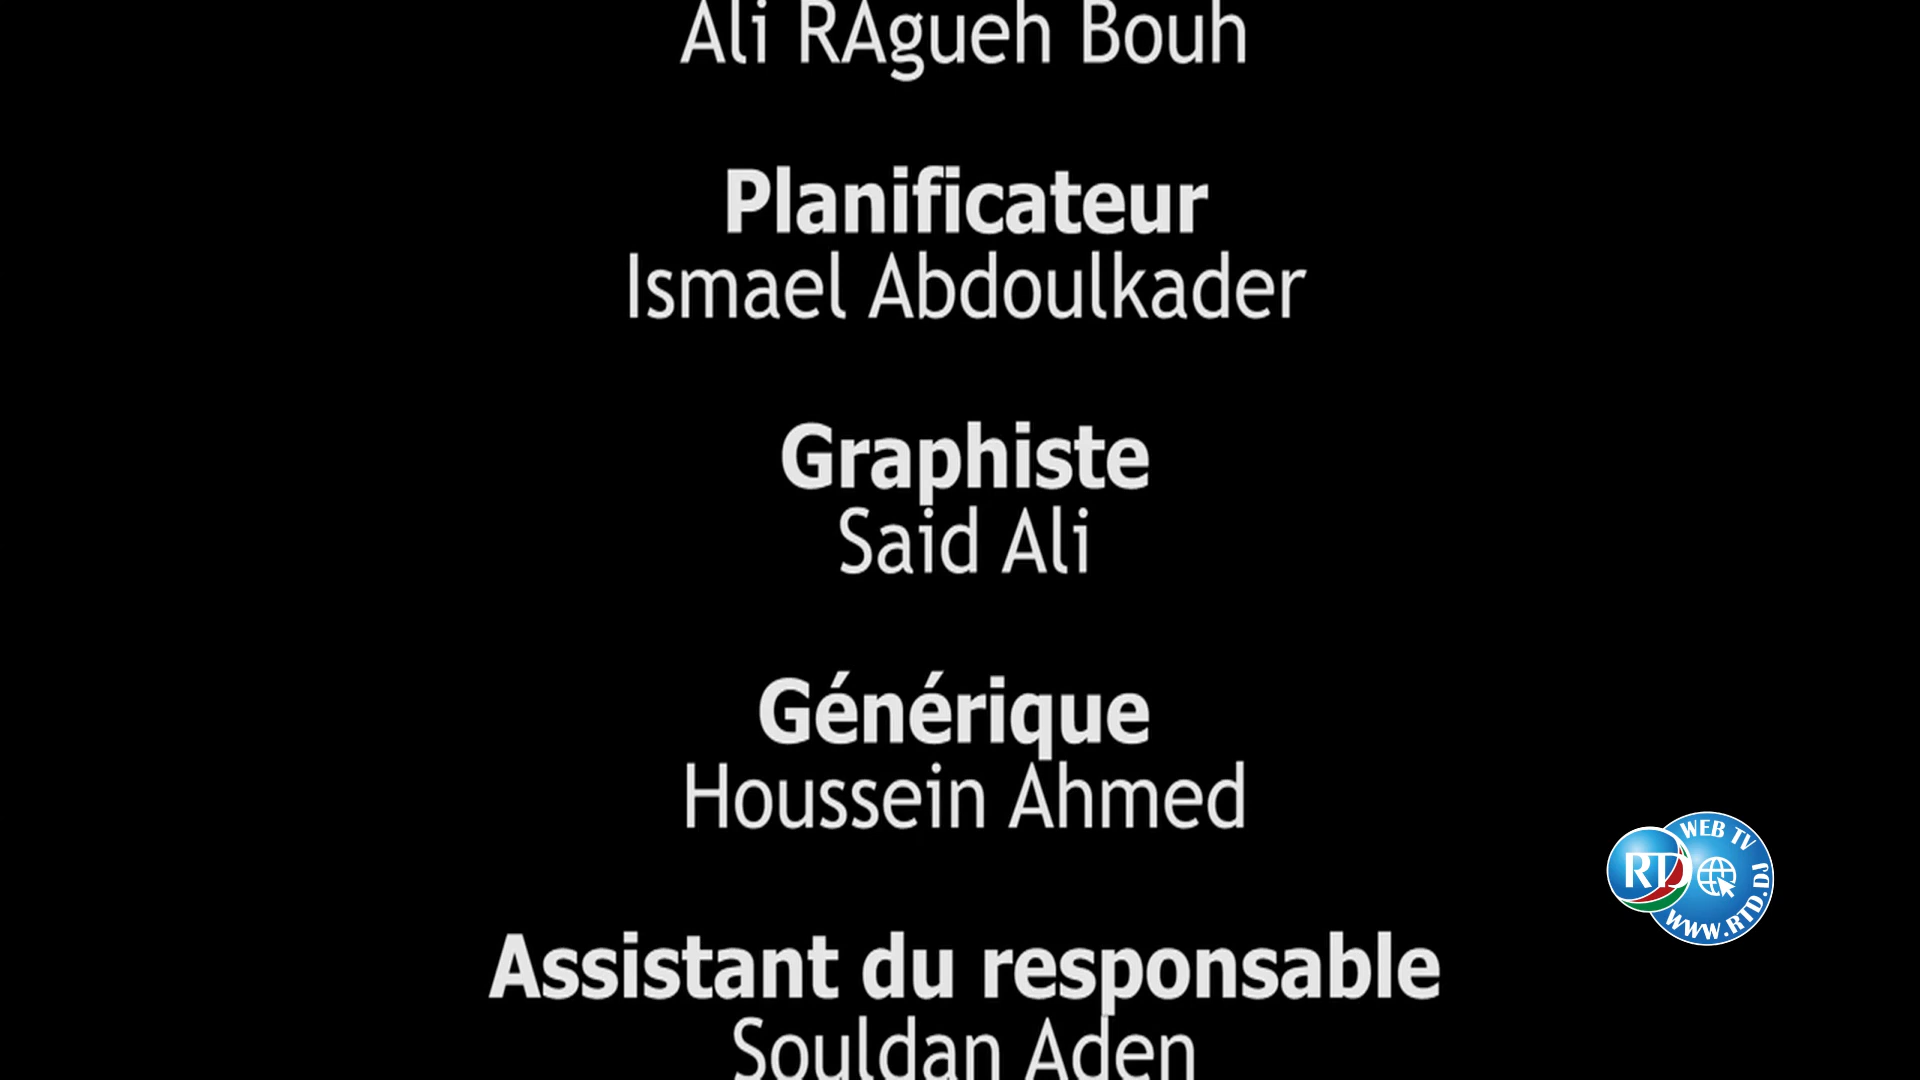 Ali RAgueh Bouh
Planificateur
Ismael Abdoulkader
Graphiste
Said Ali
Générique
Houssein Ahmed
Assistant du responsable
Souldan Aden
WEB TV
RTD
WWW.RTD.DJ